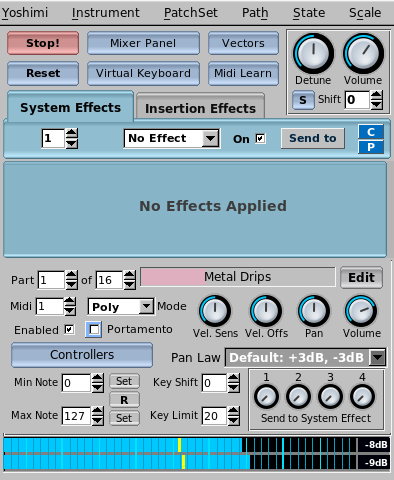 Yoshimi Instrument PatchSet Path State Scale
Stop! Mixer Panel Vectors
Reset Virtual Keyboard Midi Learn
Detune Volume
S Shift 0
System Effects Insertion Effects
1 No Effect On Send to C
P
No Effects Applied
Part 1 of 16 Metal Drips Edit
Midi 1 Poly Mode
Enabled Portamento Vel. Sens Vel. Offs Pan Volume
Controllers Pan Law Default: +3dB, -3dB
Min Note 0 Set Key Shift 0 1 2 3 4
R
Max Note 127 Set Key Limit 20 Send to System Effect
-8dB
-9dB